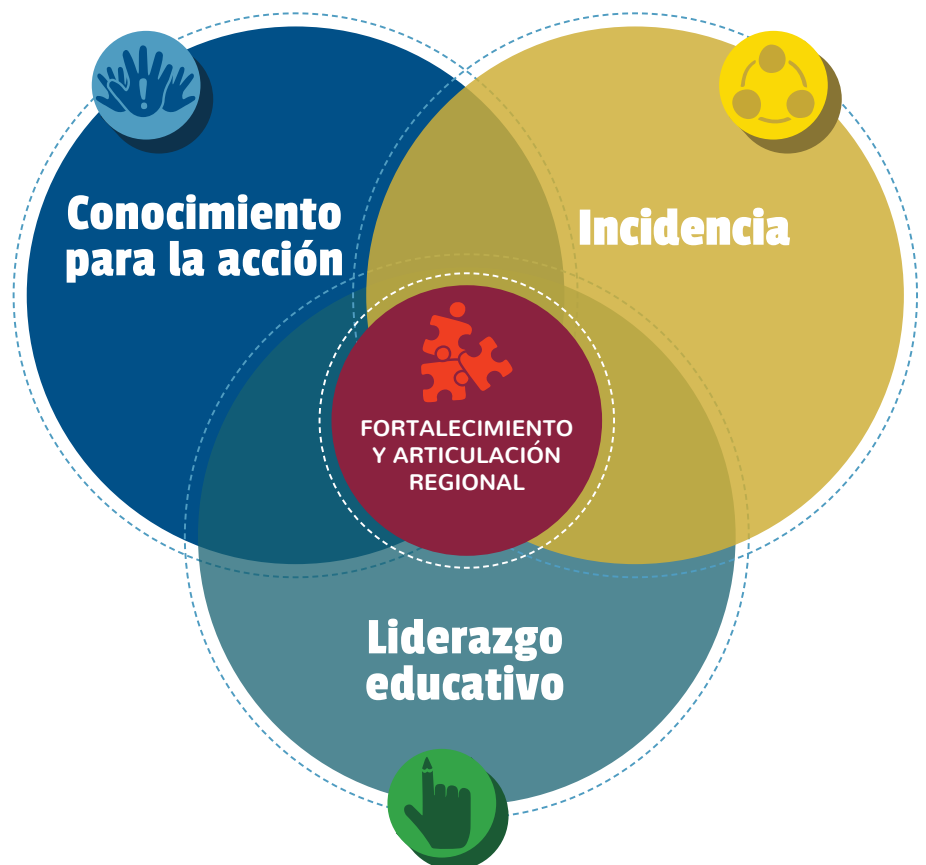 Conocimiento
para la acción
Incidencia
FORTALECIMIENTO
Y ARTICULACIÓN
REGIONAL
Liderazgo
educativo